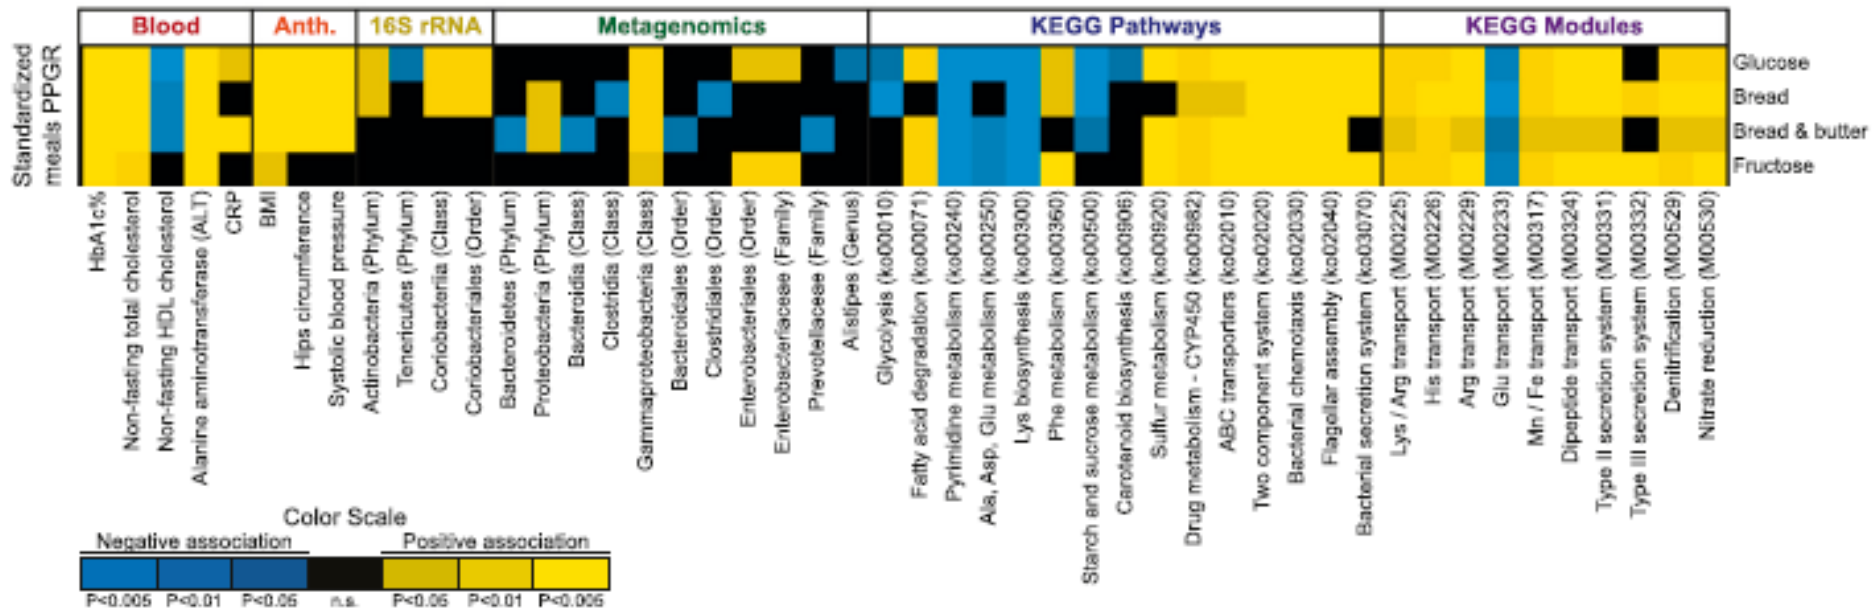 Blood
Anth.
16S rRNA
Metagenomics
KEGG Pathways
KEGG Modules
Standardized
meals PPGR
Glucose
Bread
Bread & butter
Fructose
HbA1c%
Non-fasting total cholesterol
Non-fasting HDL cholesterol
Alanine aminotransferase (ALT)
CRP
BMI
Hips circumference
Systolic blood pressure
Actinobacteria (Phylum)
Tenericutes (Phylum)
Coriobacteriia (Class)
Coriobacteriales (Order)
Bacteroidetes (Phylum)
Proteobacteria (Phylum)
Bacteroidia (Class)
Clostridia (Class)
Gammaproteobacteria (Class)
Bacteroidales (Order)
Clostridiales (Order)
Enterobacteriales (Order)
Enterobacteriaceae (Family)
Prevotellaceae (Family)
Alistipes (Genus)
Glycolysis (ko00010)
Fatty acid degradation (ko00071)
Pyrimidine metabolism (ko00240)
Ala, Asp, Glu metabolism (ko00250)
Lys biosynthesis (ko00300)
Phe metabolism (ko00360)
Starch and sucrose metabolism (ko00500)
Carotenoid biosynthesis (ko00906)
Sulfur metabolism (ko00920)
Drug metabolism - CYP450 (ko00982)
ABC transporters (ko02010)
Two component system (ko02020)
Bacterial chemotaxis (ko02030)
Flagellar assembly (ko02040)
Bacterial secretion system (ko03070)
Lys / Arg transport (M00225)
His transport (M00226)
Arg transport (M00229)
Glu transport (M00233)
Mn / Fe transport (M00317)
Dipeptide transport (M00324)
Type II secretion system (M00331)
Type III secretion system (M00332)
Denitrification (M00529)
Nitrate reduction (M00530)
Color Scale
Negative association
Positive association
P<0.005 P<0.01 P<0.05 n.s. P<0.05 P<0.01 P<0.005